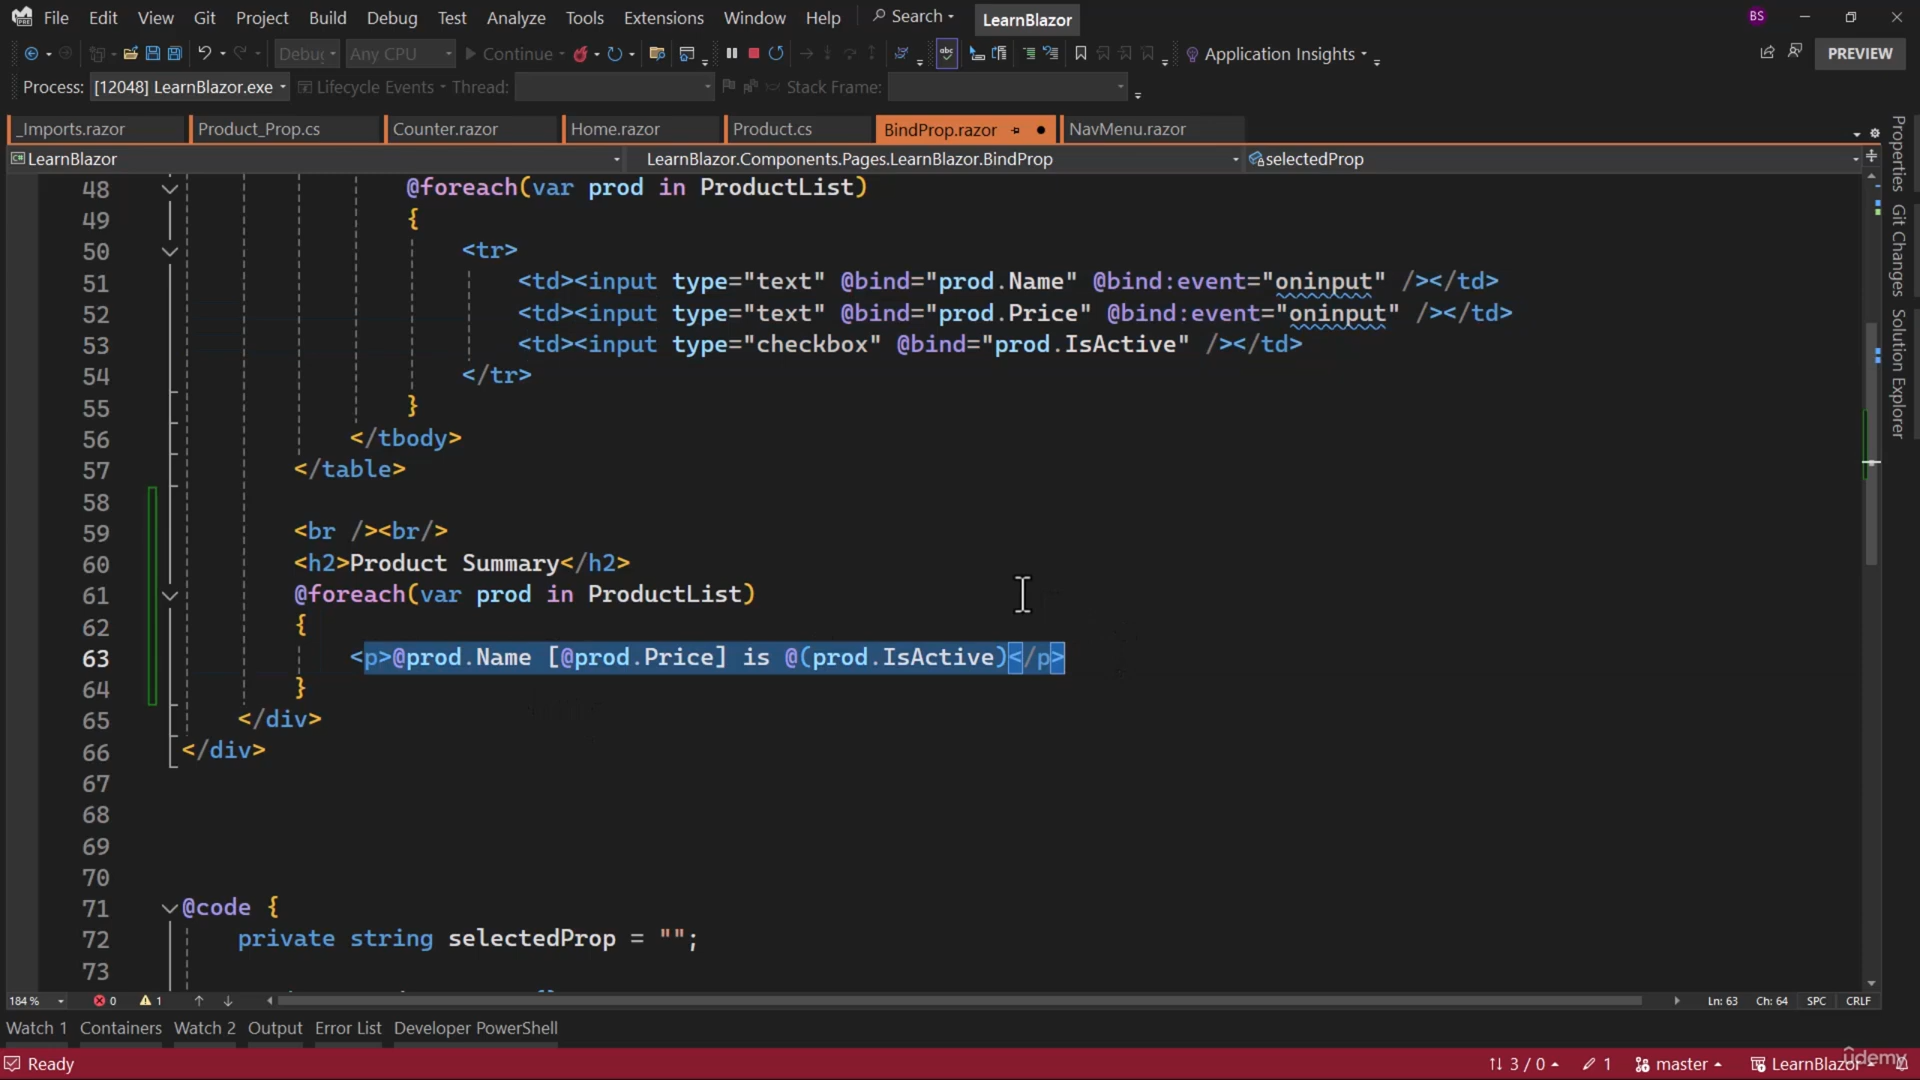 File Edit View Git Project Build Debug Test Analyze Tools Extensions Window Help Search LearnBlazor BS
Debug Any CPU Continue Application Insights PREVIEW
Process: [12048] LearnBlazor.exe Lifecycle Events Thread: Stack Frame:
_Imports.razor Product_Prop.cs Counter.razor Home.razor Product.cs BindProp.razor NavMenu.razor
LearnBlazor LearnBlazor.Components.Pages.LearnBlazor.BindProp selectedProp
48 @foreach(var prod in ProductList)
49 {
50 <tr>
51 <td><input type="text" @bind="prod.Name" @bind:event="oninput" /></td>
52 <td><input type="text" @bind="prod.Price" @bind:event="oninput" /></td>
53 <td><input type="checkbox" @bind="prod.IsActive" /></td>
54 </tr>
55 }
56 </tbody>
57 </table>
58
59 <br /><br/>
60 <h2>Product Summary</h2>
61 @foreach(var prod in ProductList)
62 {
63 <p>@prod.Name [@prod.Price] is @(prod.IsActive)</p>
64 }
65 </div>
66 </div>
67
68
69
70
71 @code {
72 private string selectedProp = "";
73
184 % 0 1 Ln: 63 Ch: 64 SPC CRLF
Watch 1 Containers Watch 2 Output Error List Developer PowerShell
Ready 3 / 0 1 master LearnBlazor
udemy
Properties
Git Changes
Solution Explorer